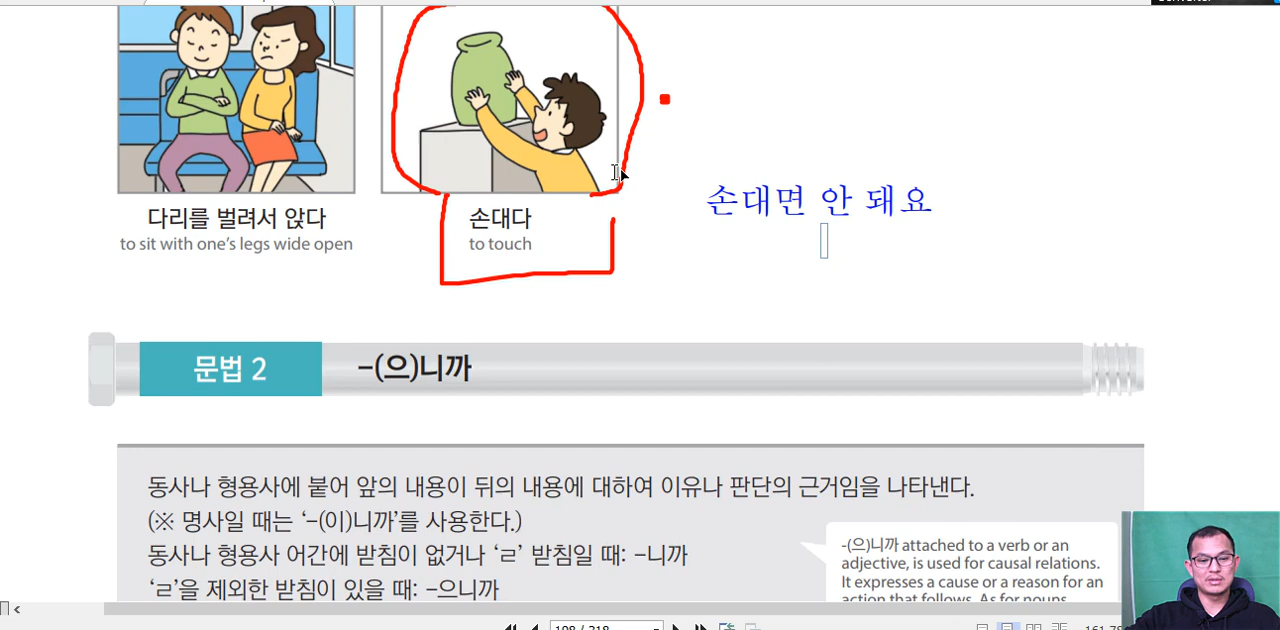 다리를 벌려서 앉다
to sit with one's legs wide open
손대다
to touch
손대면 안 돼요
문법 2
-(으)니까
동사나 형용사에 붙어 앞의 내용이 뒤의 내용에 대하여 이유나 판단의 근거임을 나타낸다.
(※ 명사일 때는 ‘-(이)니까’를 사용한다.)
동사나 형용사 어간에 받침이 없거나 ‘ㄹ’ 받침일 때: -니까
‘ㄹ’을 제외한 받침이 있을 때: -으니까
-(으)니까 attached to a verb or an
adjective, is used for causal relations.
It expresses a cause or a reason for an
action that follows. As for nouns